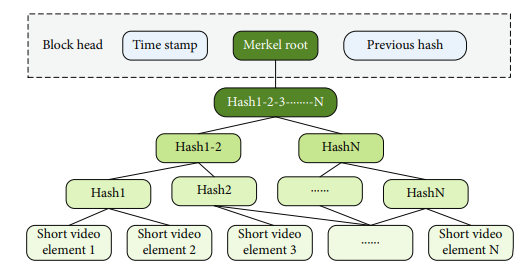 Block head
Time stamp
Merkel root
Previous hash
Hash1-2-3--------N
Hash1-2
HashN
Hash1
Hash2
......
HashN
Short video
element 1
Short video
element 2
Short video
element 3
......
Short video
element N